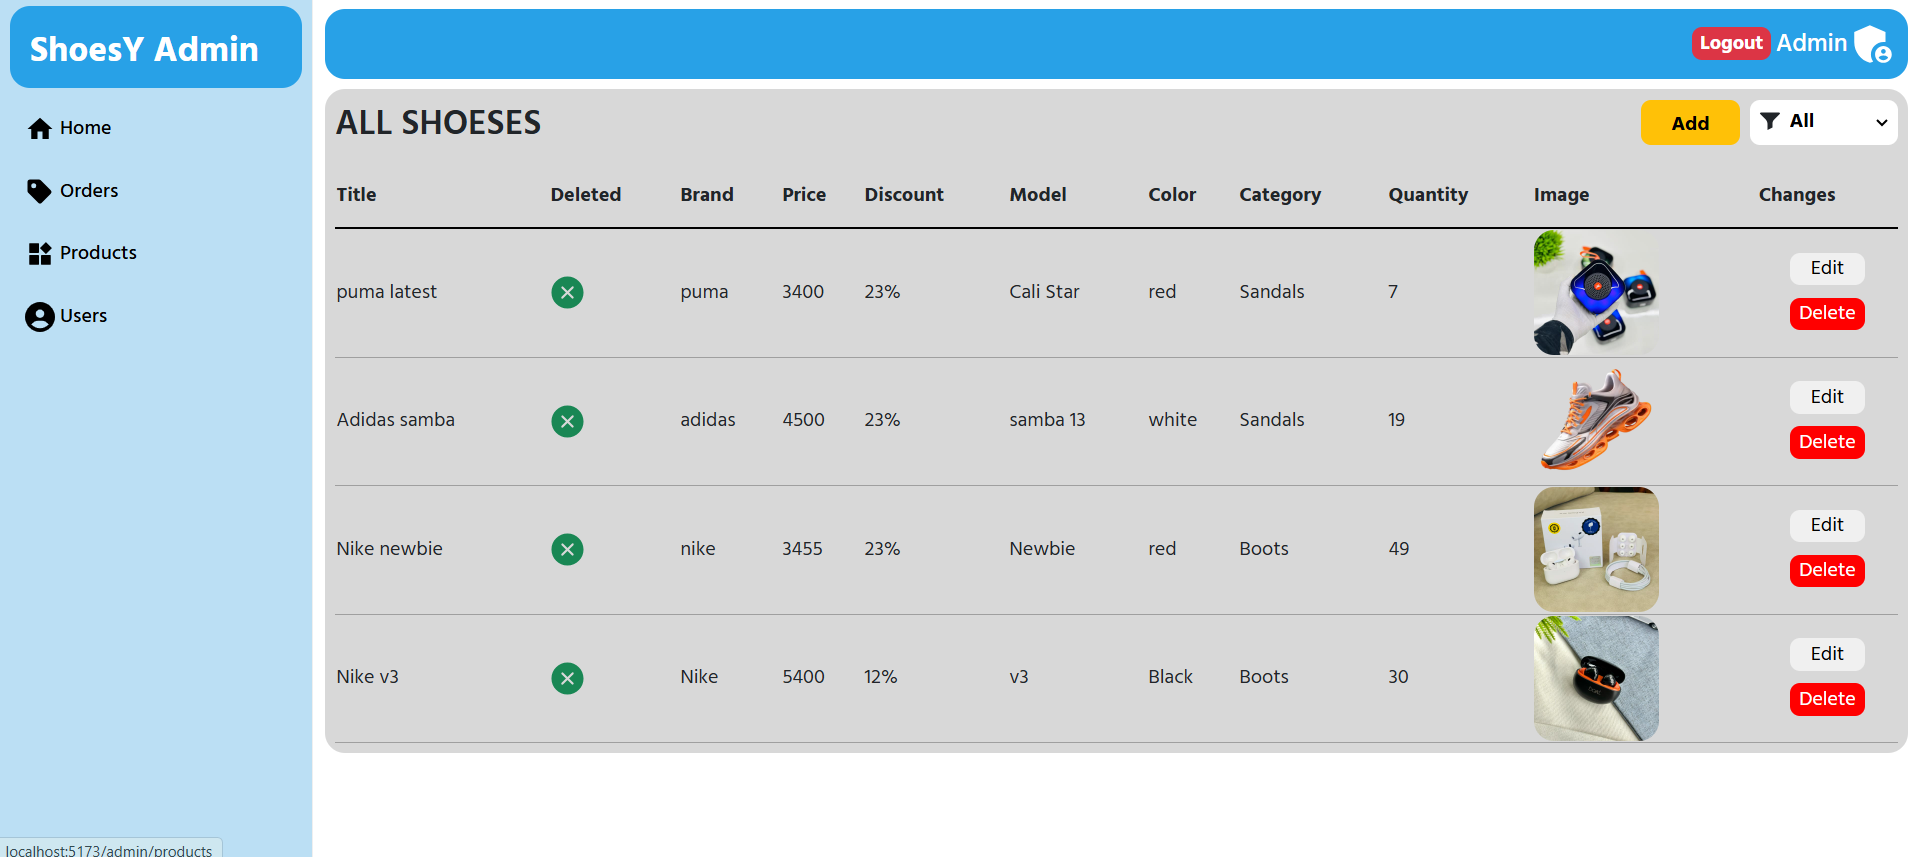 ShoesY Admin
Logout Admin
Home
Orders
Products
Users
ALL SHOESES
Add
All
Title Deleted Brand Price Discount Model Color Category Quantity Image Changes
puma latest puma 3400 23% Cali Star red Sandals 7 Edit
Delete
Adidas samba adidas 4500 23% samba 13 white Sandals 19 Edit
Delete
Nike newbie nike 3455 23% Newbie red Boots 49 Edit
Delete
Nike v3 Nike 5400 12% v3 Black Boots 30 Edit
Delete
localhost:5173/admin/products